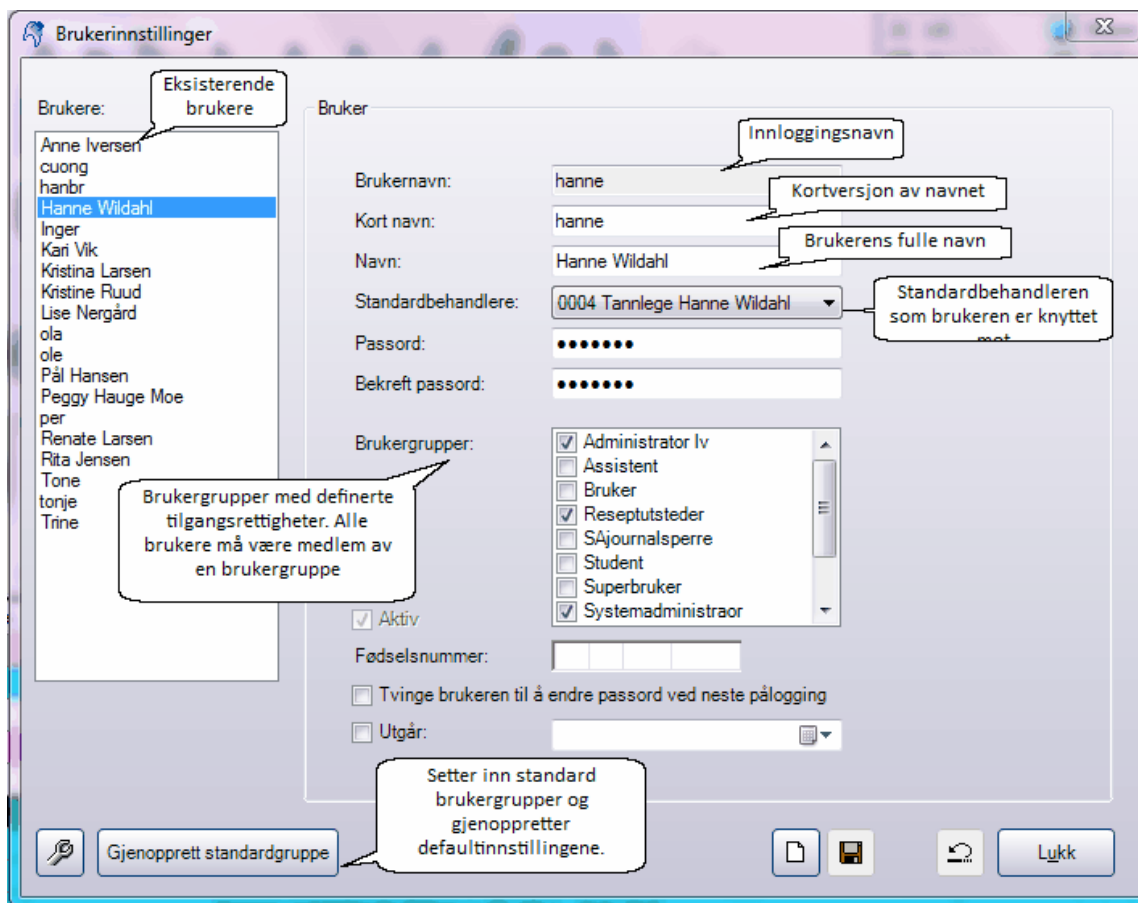 Brukerinnstillinger
Eksisterende
brukere
Brukere:
Anne Iversen
cuong
hanbr
Hanne Wildahl
Inger
Kari Vik
Kristina Larsen
Kristine Ruud
Lise Nergård
ola
ole
Pål Hansen
Peggy Hauge Moe
per
Renate Larsen
Rita Jensen
Tone
tonje
Trine
Bruker
Innloggingsnavn
Brukernavn: hanne
Kortversjon av navnet
Kort navn: hanne
Brukerens fulle navn
Navn: Hanne Wildahl
Standardbehandlere: 0004 Tannlege Hanne Wildahl
Standardbehandleren
som brukeren er knyttet
mot
Passord: •••••••
Bekreft passord: •••••••
Brukergrupper:
Administrator Iv
Assistent
Bruker
Reseptutsteder
SAjournalsperre
Student
Superbruker
Systemadministraor
Brukergrupper med definerte
tilgangsrettigheter. Alle
brukere må være medlem av
en brukergruppe
Aktiv
Fødselsnummer:
Tvinge brukeren til å endre passord ved neste pålogging
Utgår:
Setter inn standard
brukergrupper og
gjenoppretter
defaultinnstillingene.
Gjenopprett standardgruppe
Lukk